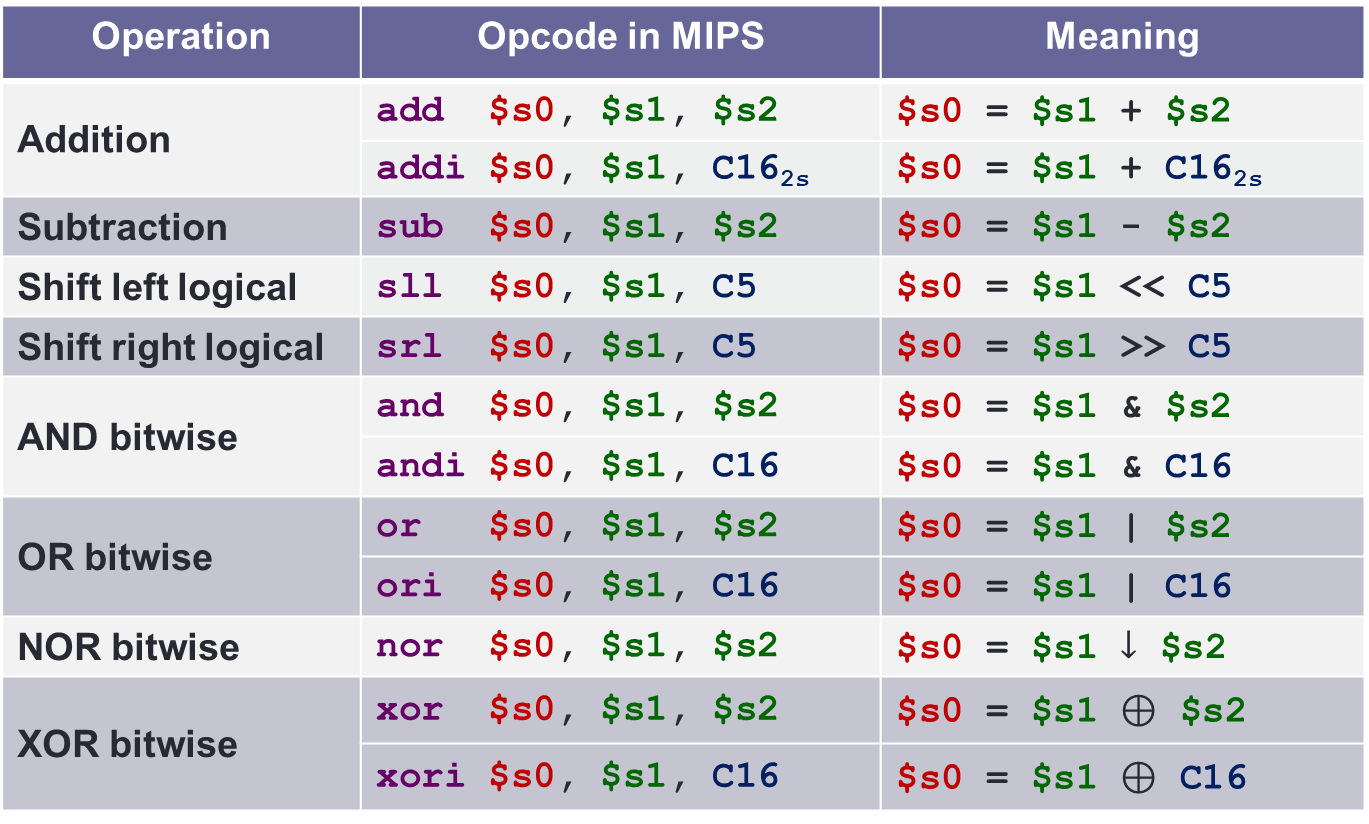 Operation Opcode in MIPS Meaning
Addition
add $s0, $s1, $s2 $s0 = $s1 + $s2
addi $s0, $s1, C16₂ₛ $s0 = $s1 + C16₂ₛ
Subtraction sub $s0, $s1, $s2 $s0 = $s1 - $s2
Shift left logical sll $s0, $s1, C5 $s0 = $s1 << C5
Shift right logical srl $s0, $s1, C5 $s0 = $s1 >> C5
AND bitwise
and $s0, $s1, $s2 $s0 = $s1 & $s2
andi $s0, $s1, C16 $s0 = $s1 & C16
OR bitwise
or $s0, $s1, $s2 $s0 = $s1 | $s2
ori $s0, $s1, C16 $s0 = $s1 | C16
NOR bitwise nor $s0, $s1, $s2 $s0 = $s1 ↓ $s2
XOR bitwise
xor $s0, $s1, $s2 $s0 = $s1 ⊕ $s2
xori $s0, $s1, C16 $s0 = $s1 ⊕ C16